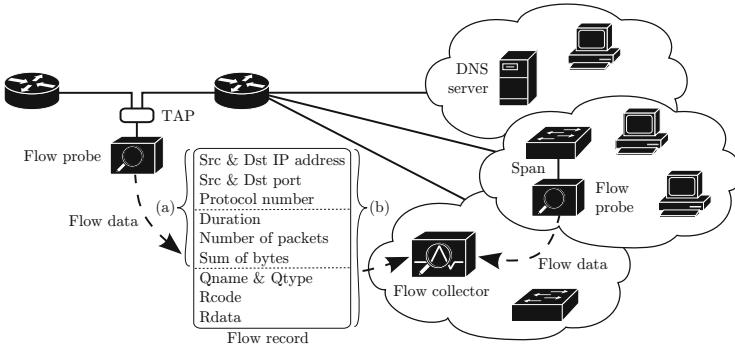 DNS
server
TAP
Flow probe
Span
Flow
probe
(a)
(b)
Src & Dst IP address
Src & Dst port
Protocol number
Duration
Number of packets
Sum of bytes
Qname & Qtype
Rcode
Rdata
Flow record
Flow data
Flow data
Flow collector